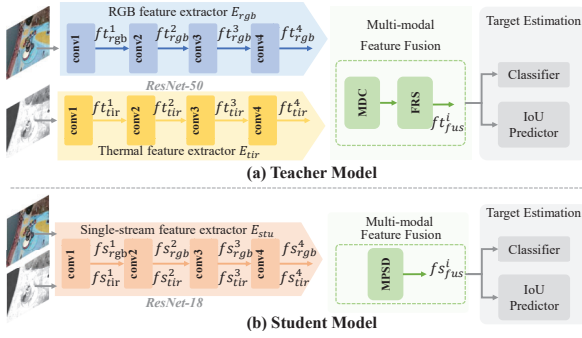 RGB feature extractor E_rgb
conv1
ft^1_rgb
conv2
ft^2_rgb
conv3
ft^3_rgb
conv4
ft^4_rgb
ResNet-50
conv1
ft^1_tir
conv2
ft^2_tir
conv3
ft^3_tir
conv4
ft^4_tir
Thermal feature extractor E_tir
Multi-modal
Feature Fusion
MDC
FRS
ft^i_fus
Target Estimation
Classifier
IoU
Predictor
(a) Teacher Model
Single-stream feature extractor E_stu
conv1
fs^1_rgb
fs^1_tir
conv2
fs^2_rgb
fs^2_tir
conv3
fs^3_rgb
fs^3_tir
conv4
fs^4_rgb
fs^4_tir
ResNet-18
Multi-modal
Feature Fusion
MPSD
fs^i_fus
Target Estimation
Classifier
IoU
Predictor
(b) Student Model